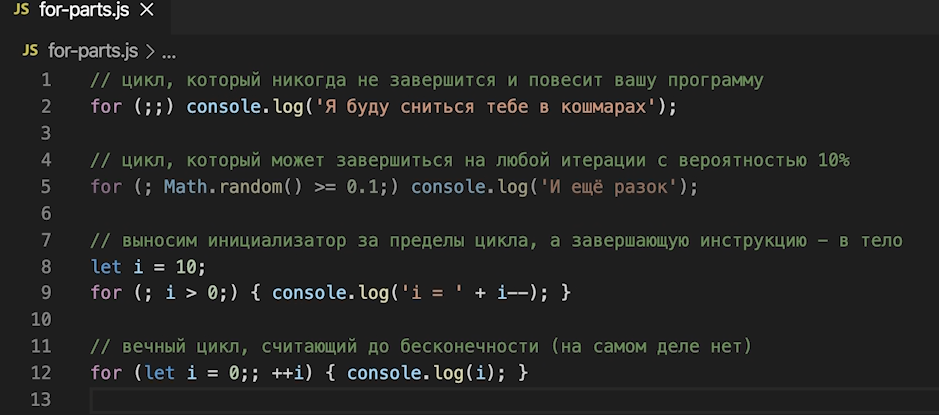 JS for-parts.js ×
JS for-parts.js > ...
1 // цикл, который никогда не завершится и повесит вашу программу
2 for (;;) console.log('Я буду сниться тебе в кошмарах');
3
4 // цикл, который может завершиться на любой итерации с вероятностью 10%
5 for (; Math.random() >= 0.1;) console.log('И ещё разок');
6
7 // выносим инициализатор за пределы цикла, а завершающую инструкцию – в тело
8 let i = 10;
9 for (; i > 0;) { console.log('i = ' + i--); }
10
11 // вечный цикл, считающий до бесконечности (на самом деле нет)
12 for (let i = 0;; ++i) { console.log(i); }
13